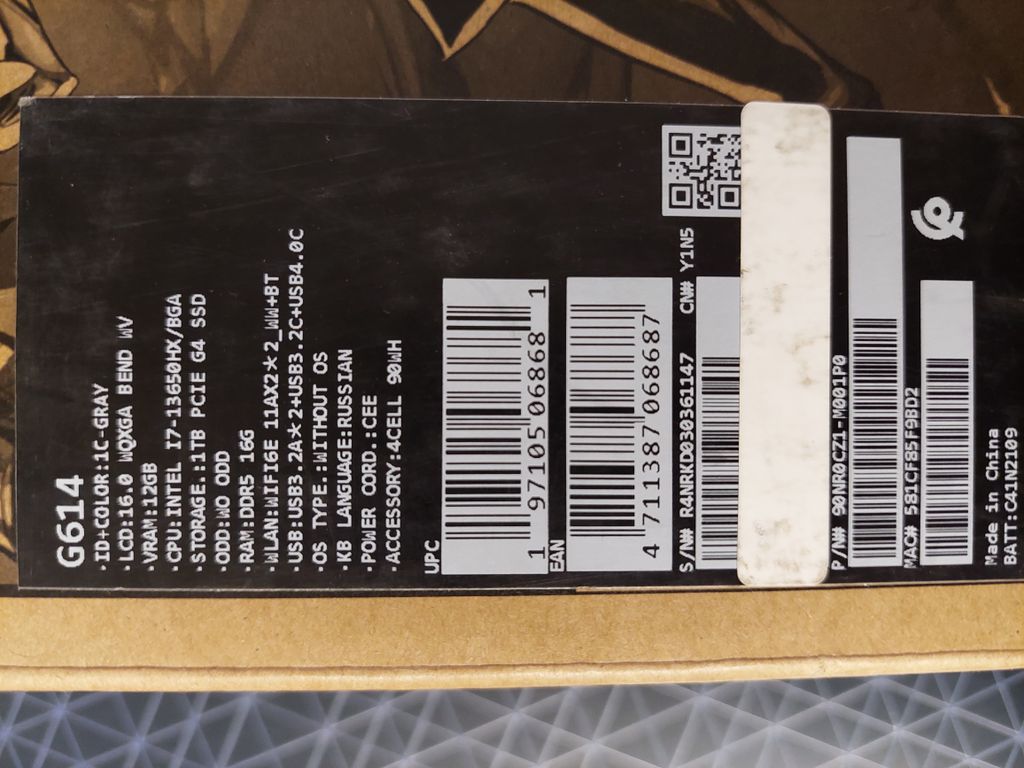 G614
·ID+COLOR:1C-GRAY
·LCD:16.0 WQXGA BEND WV
·VRAM:12GB
·CPU:INTEL I7-13650HX/BGA
·STORAGE.:1TB PCIE G4 SSD
·ODD:WO ODD
·RAM:DDR5 16G
·WLAN:WIFI6E 11AX2*2_WW+BT
·USB:USB3.2A*2+USB3.2C+USB4.0C
·OS TYPE.:WITHOUT OS
·KB LANGUAGE:RUSSIAN
·POWER CORD.:CEE
·ACCESSORY:4CELL 90WH
UPC
1 97105 06868 1
EAN
4 711387 068687
S/N# R4NRKD030361147 CN# Y1N5
P/N# 90NR0CZ1-M001P0
MAC# 581CF85F9BD2
Made in China
BATT:C41N2109